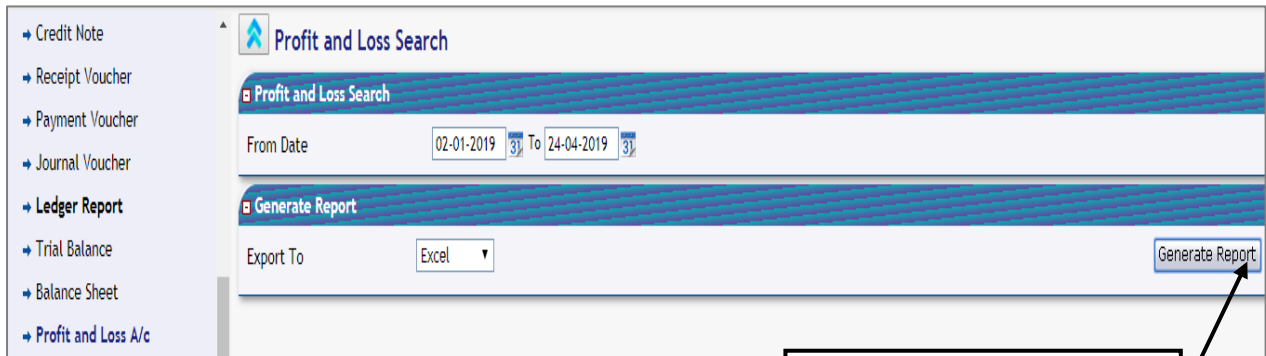 Credit Note
Receipt Voucher
Payment Voucher
Journal Voucher
Ledger Report
Trial Balance
Balance Sheet
Profit and Loss A/c
Profit and Loss Search
Profit and Loss Search
From Date 02-01-2019 31 To 24-04-2019 31
Generate Report
Export To Excel Generate Report